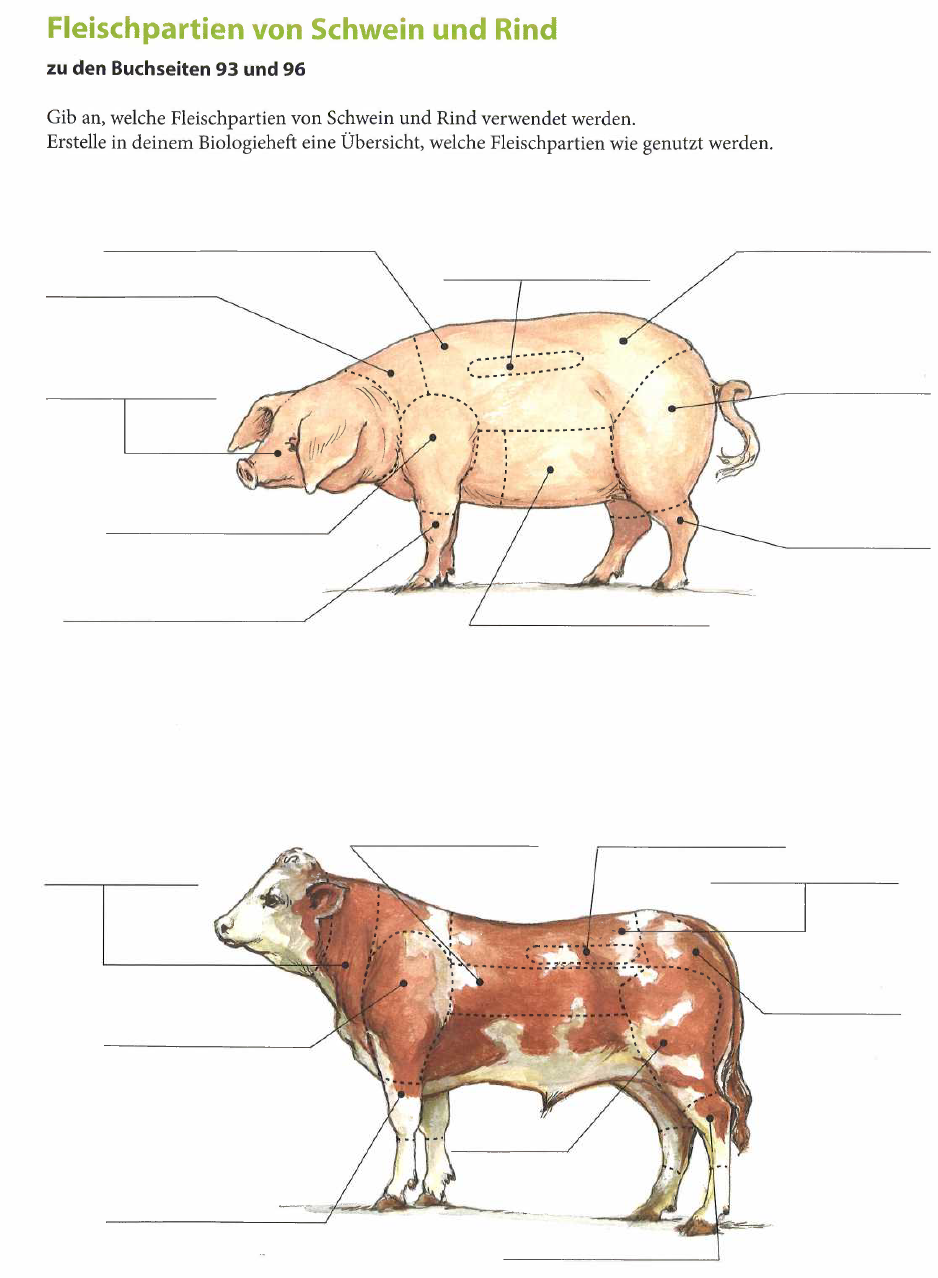 Fleischpartien von Schwein und Rind
zu den Buchseiten 93 und 96
Gib an, welche Fleischpartien von Schwein und Rind verwendet werden.
Erstelle in deinem Biologieheft eine Übersicht, welche Fleischpartien wie genutzt werden.